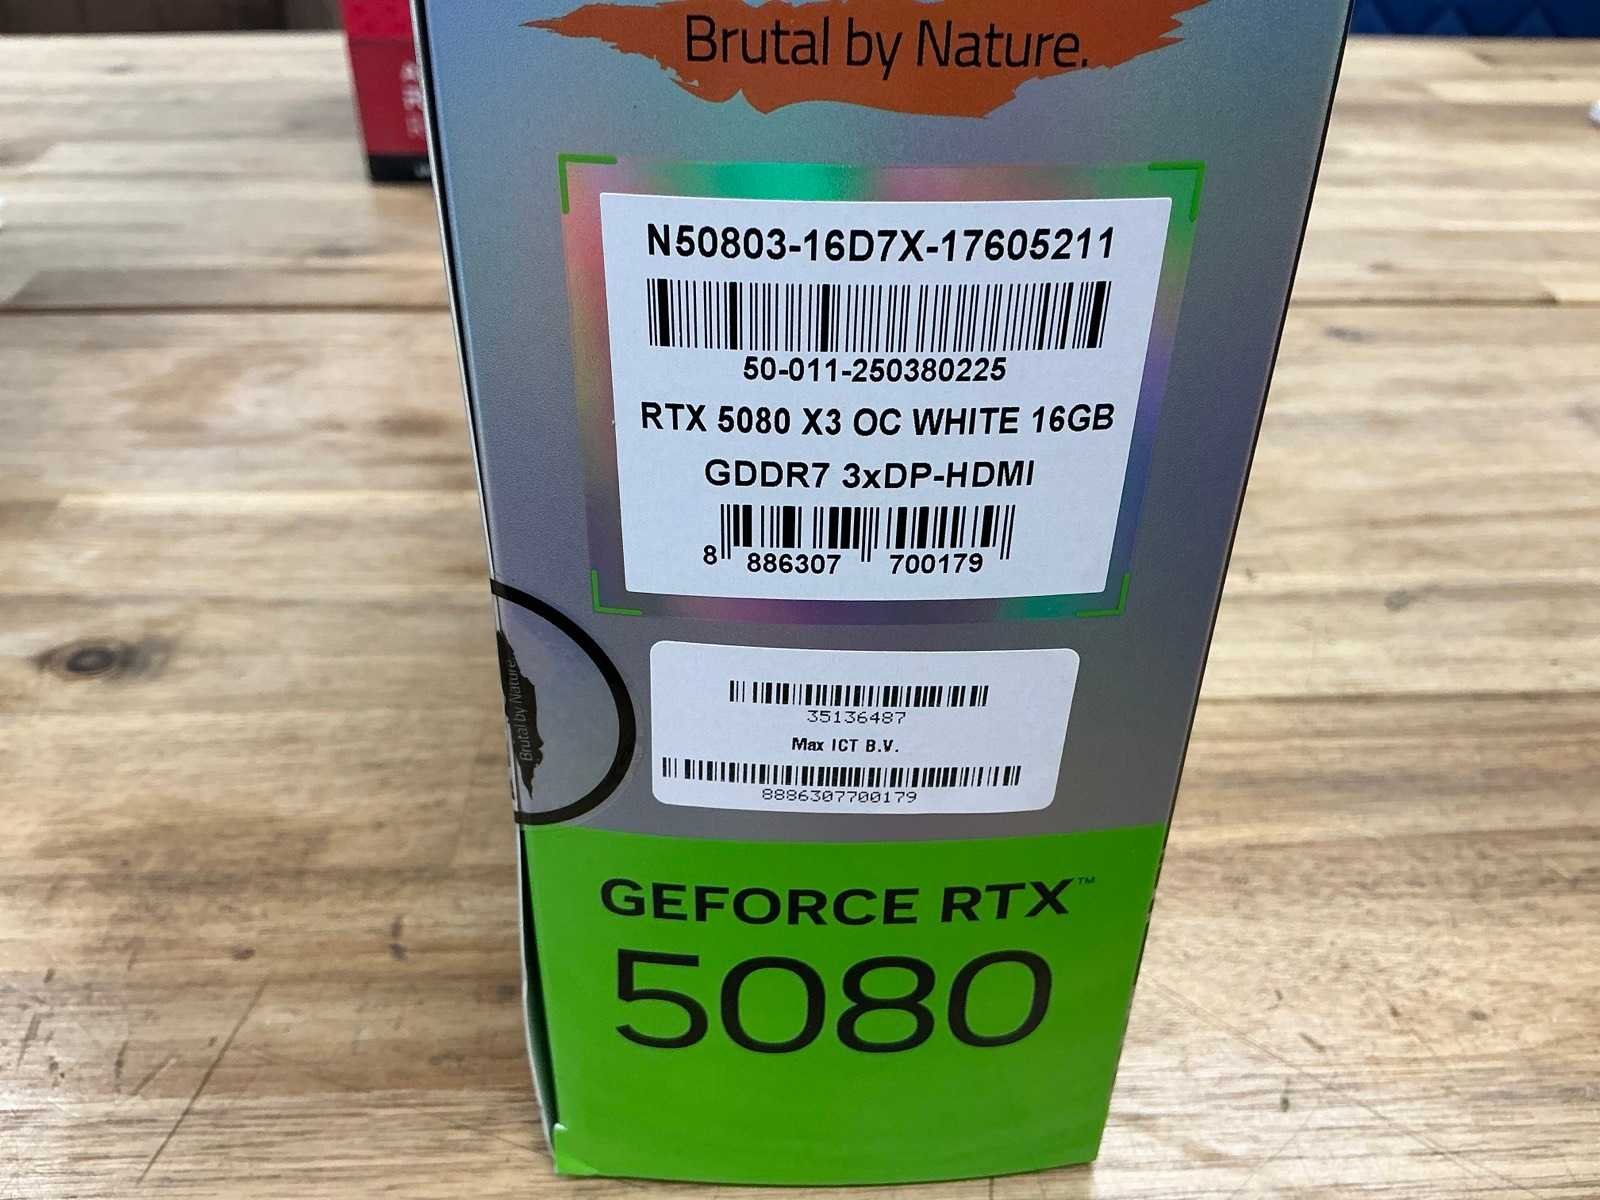 Brutal by Nature.
N50803-16D7X-17605211
50-011-250380225
RTX 5080 X3 OC WHITE 16GB
GDDR7 3xDP-HDMI
8 886307 700179
35136487
Max ICT B.V.
8886307700179
Brutal by Nature.
GEFORCE RTX™
5080